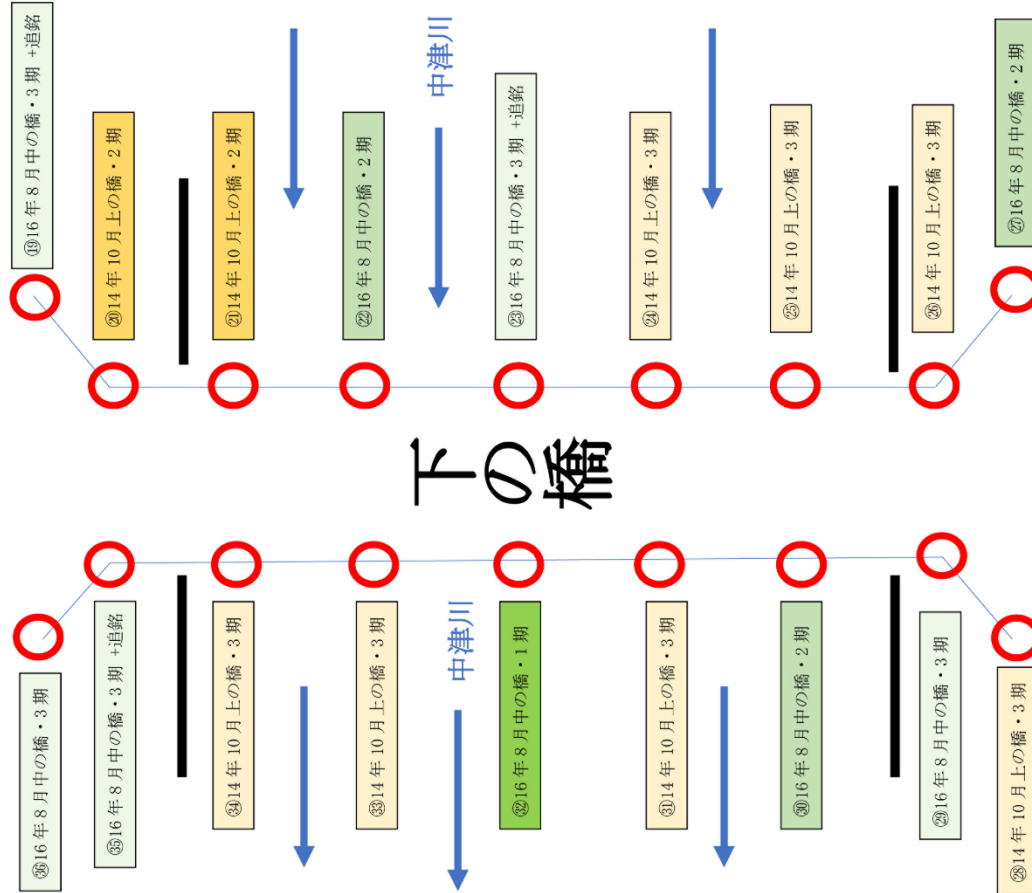 ⑲16年8月中の橋・3期 +追銘
⑳14年10月上の橋・2期
㉑14年10月上の橋・2期
㉒16年8月中の橋・2期
中津川
㉓16年8月中の橋・3期 +追銘
㉔14年10月上の橋・3期
㉕14年10月上の橋・3期
㉖14年10月上の橋・3期
㉗16年8月中の橋・2期
下の橋
㊱16年8月中の橋・3期
㉟16年8月中の橋・3期 +追銘
㉞14年10月上の橋・3期
㉝14年10月上の橋・3期
中津川
㉜16年8月中の橋・1期
㉛14年10月上の橋・3期
㉚16年8月中の橋・2期
㉙16年8月中の橋・3期
㉘14年10月上の橋・3期